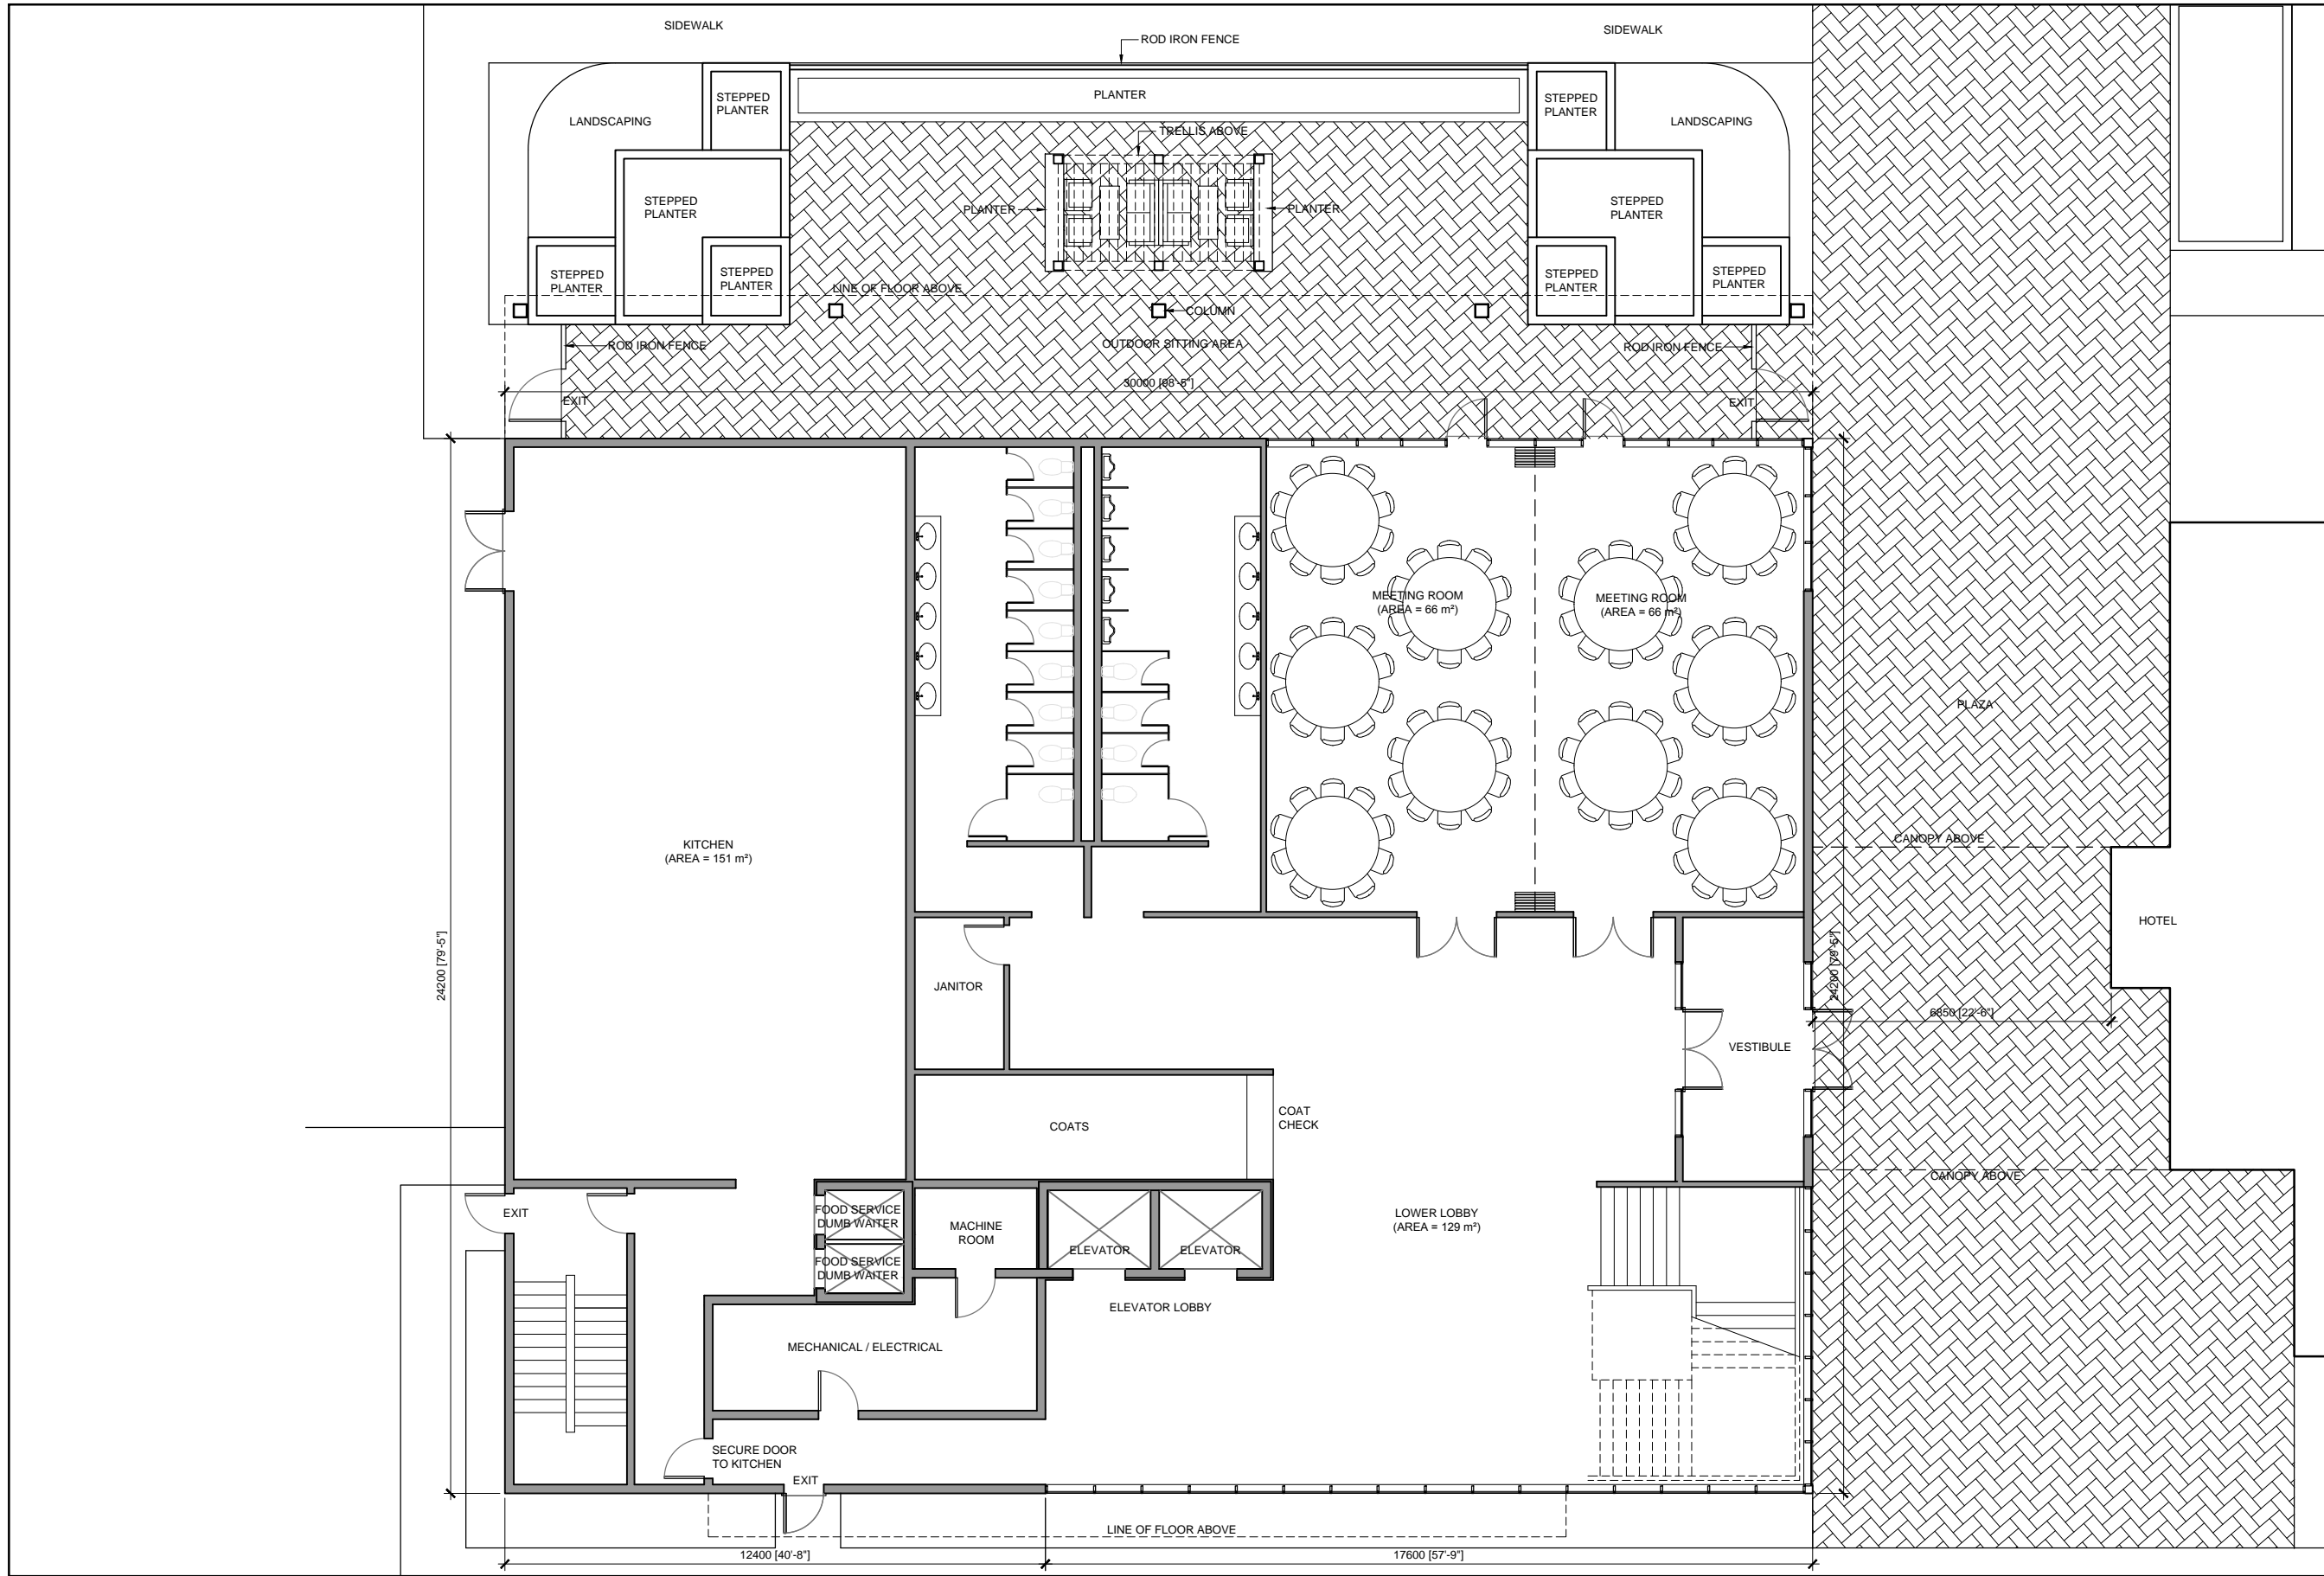 SIDEWALK
SIDEWALK
ROD IRON FENCE
STEPPED
PLANTER
PLANTER
STEPPED
PLANTER
LANDSCAPING
LANDSCAPING
TRELLIS ABOVE
STEPPED
PLANTER
PLANTER
PLANTER
STEPPED
PLANTER
STEPPED
PLANTER
STEPPED
PLANTER
STEPPED
PLANTER
STEPPED
PLANTER
LINE OF FLOOR ABOVE
COLUMN
ROD IRON FENCE
OUTDOOR SITTING AREA
ROD IRON FENCE
30000 [98'-5"]
EXIT
EXIT
MEETING ROOM
(AREA = 66 m²)
MEETING ROOM
(AREA = 66 m²)
PLAZA
KITCHEN
(AREA = 151 m²)
CANOPY ABOVE
HOTEL
24200 [79'-5"]
24200 [79'-5"]
JANITOR
6850 [22'-6"]
VESTIBULE
COATS
COAT
CHECK
CANOPY ABOVE
EXIT
FOOD SERVICE
DUMB WAITER
MACHINE
ROOM
LOWER LOBBY
(AREA = 129 m²)
ELEVATOR
ELEVATOR
FOOD SERVICE
DUMB WAITER
ELEVATOR LOBBY
MECHANICAL / ELECTRICAL
SECURE DOOR
TO KITCHEN
EXIT
LINE OF FLOOR ABOVE
12400 [40'-8"]
17600 [57'-9"]